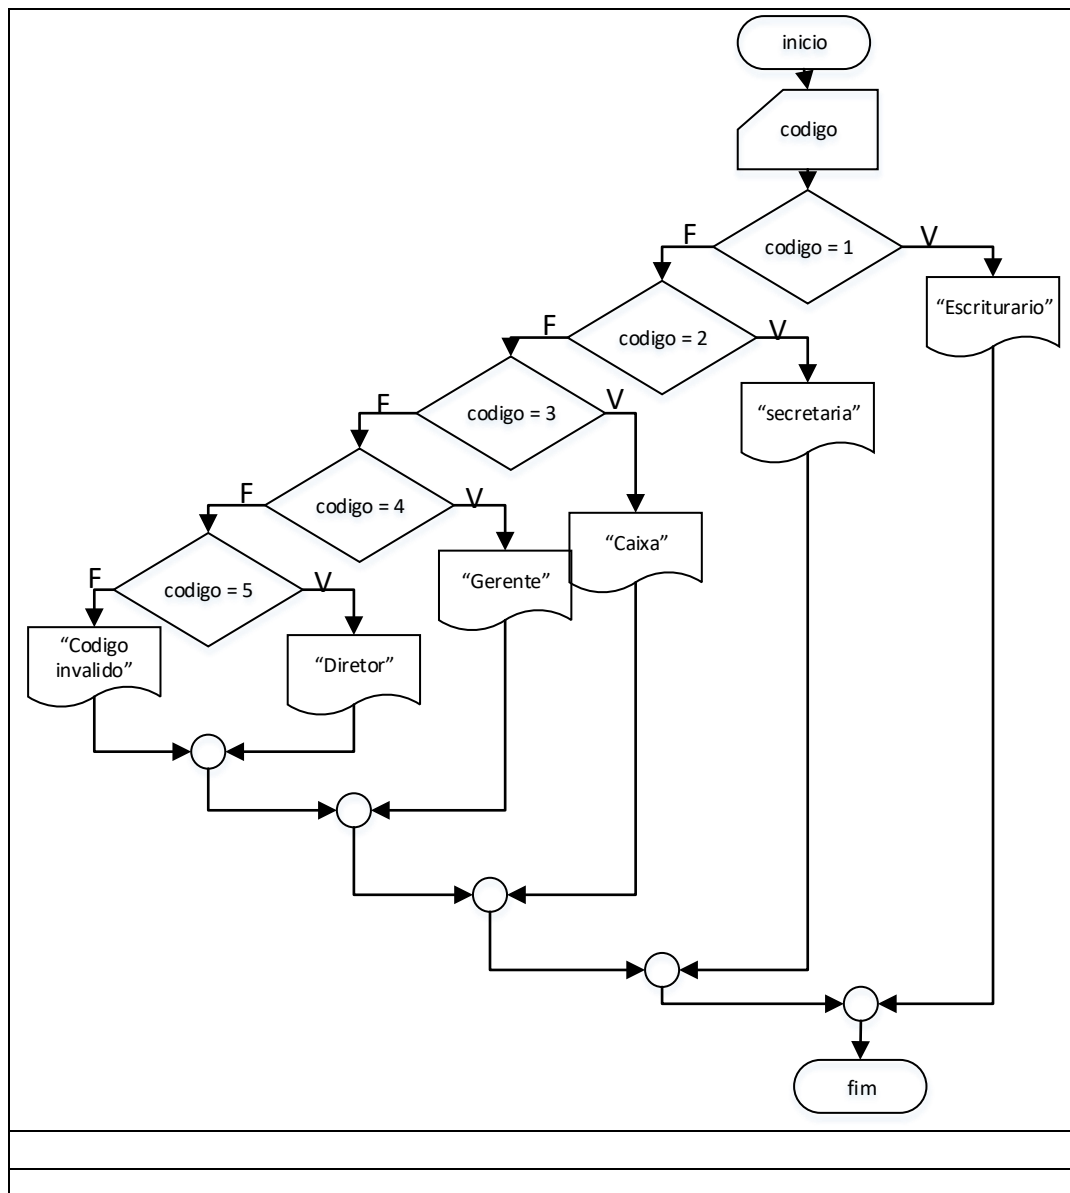 inicio
codigo
codigo = 1
F
V
“Escriturario”
codigo = 2
F
V
“secretaria”
codigo = 3
F
V
“Caixa”
codigo = 4
F
V
“Gerente”
codigo = 5
F
V
“Codigo
invalido”
“Diretor”
fim